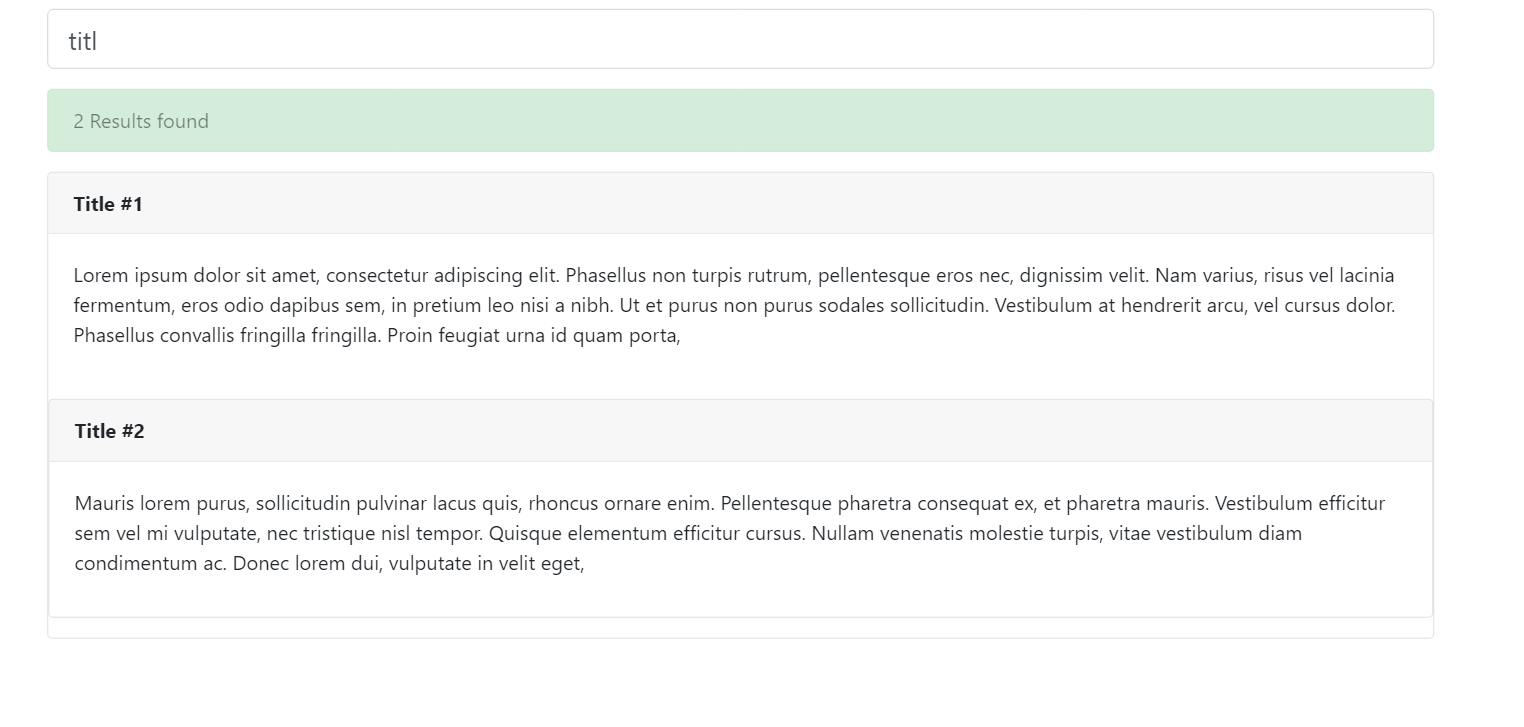 titl
2 Results found
Title #1
Lorem ipsum dolor sit amet, consectetur adipiscing elit. Phasellus non turpis rutrum, pellentesque eros nec, dignissim velit. Nam varius, risus vel lacinia
fermentum, eros odio dapibus sem, in pretium leo nisi a nibh. Ut et purus non purus sodales sollicitudin. Vestibulum at hendrerit arcu, vel cursus dolor.
Phasellus convallis fringilla fringilla. Proin feugiat urna id quam porta,
Title #2
Mauris lorem purus, sollicitudin pulvinar lacus quis, rhoncus ornare enim. Pellentesque pharetra consequat ex, et pharetra mauris. Vestibulum efficitur
sem vel mi vulputate, nec tristique nisl tempor. Quisque elementum efficitur cursus. Nullam venenatis molestie turpis, vitae vestibulum diam
condimentum ac. Donec lorem dui, vulputate in velit eget,